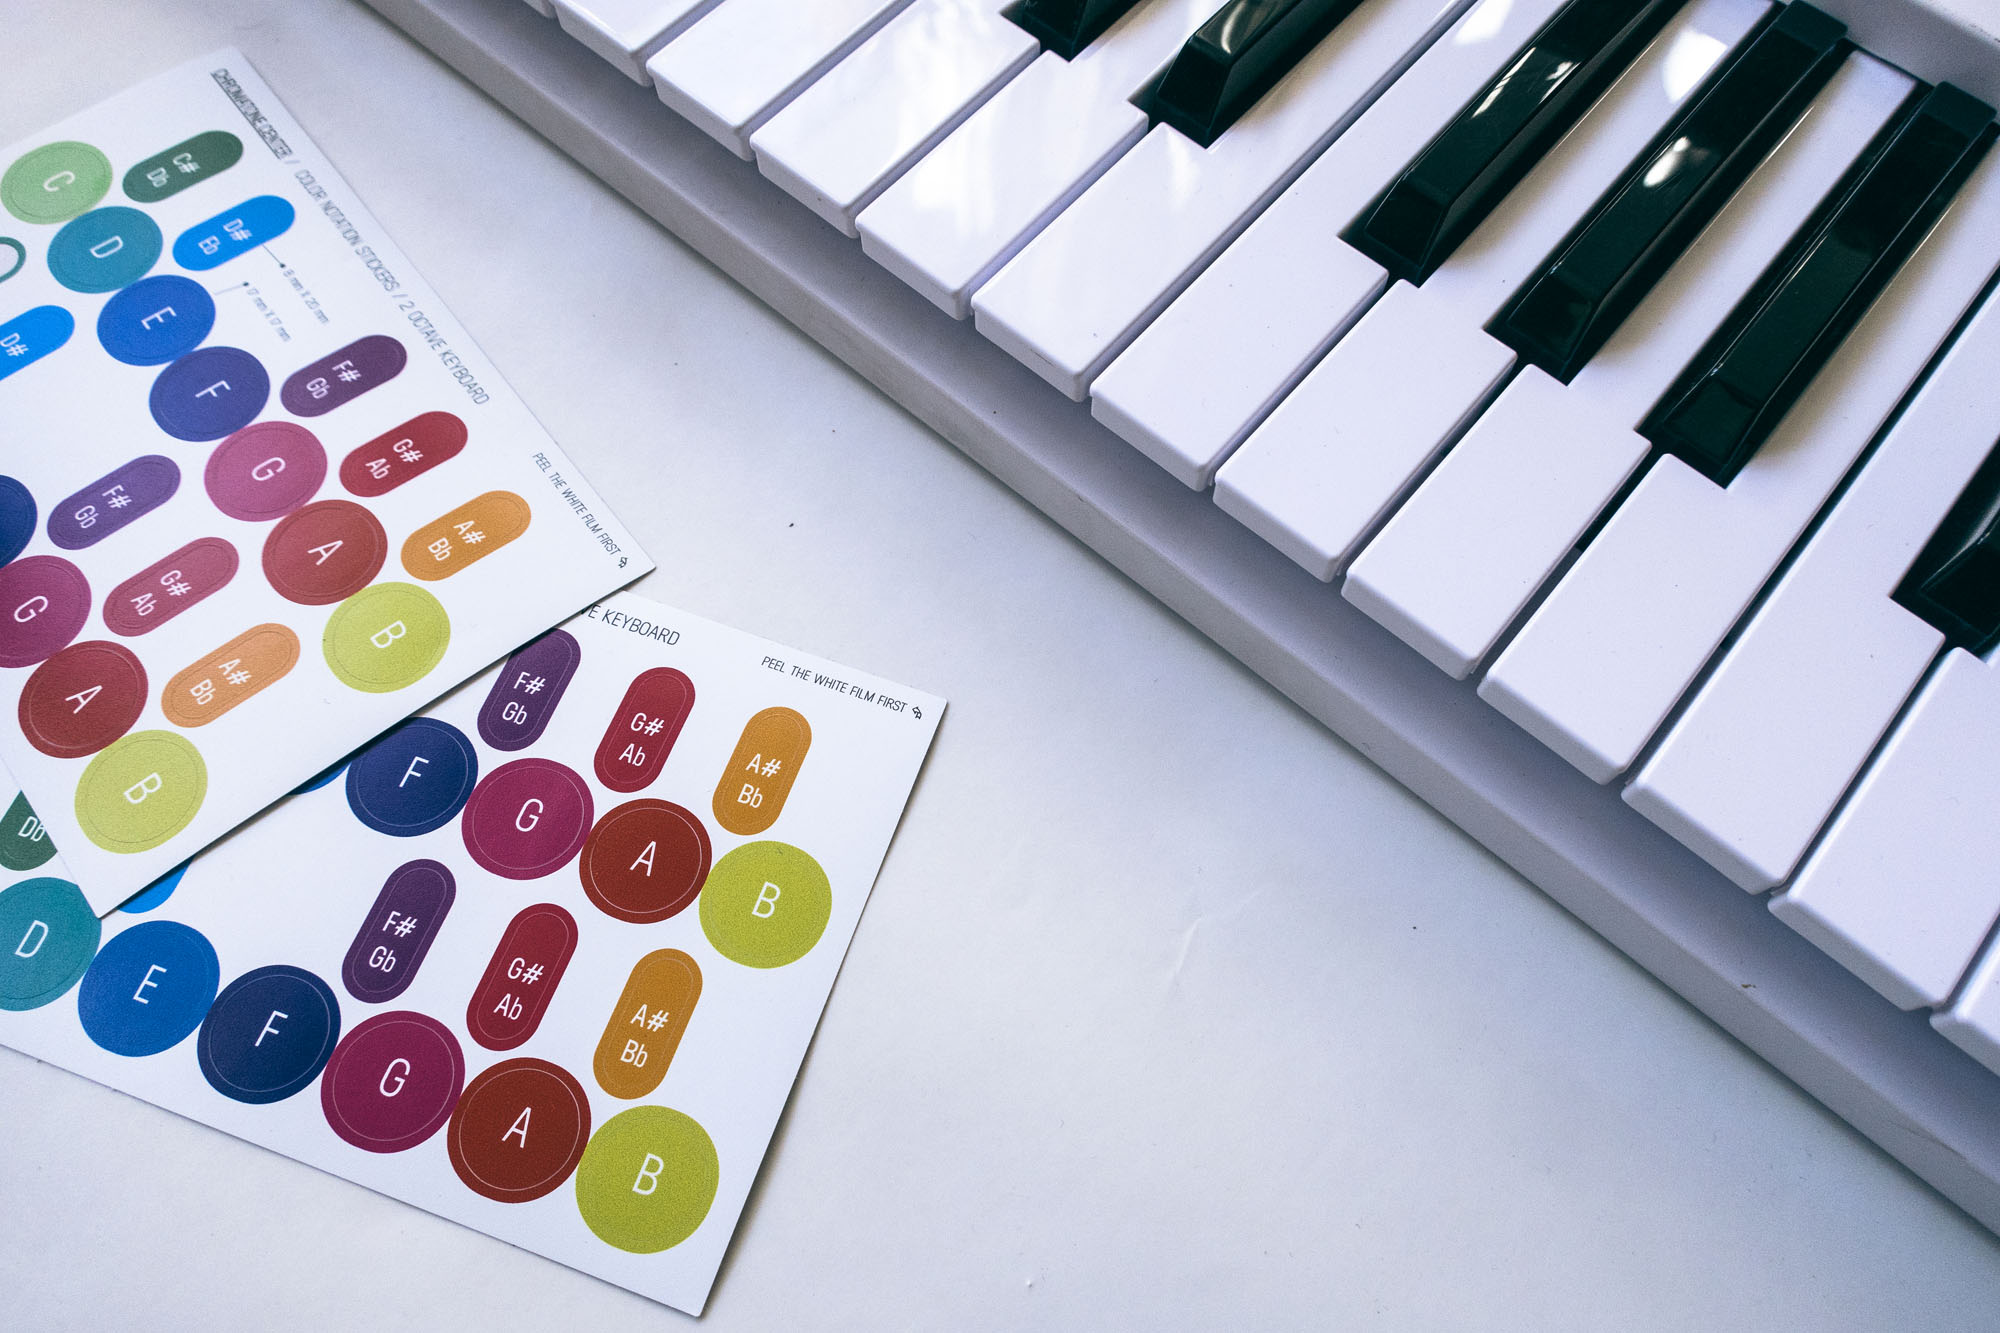 CHROMATONE CENTER / COLOR NOTATION STICKERS / 2 OCTAVE KEYBOARD
PEEL THE WHITE FILM FIRST
C#
Db
D#
Eb
8 mm X 20 mm
17 mm X 17 mm
F#
Gb
G#
Ab
A#
Bb
C
D
E
F
G
A
B
D#
F#
Gb
G#
Ab
A#
Bb
G
A
B
VE KEYBOARD
PEEL THE WHITE FILM FIRST
F#
Gb
G#
Ab
A#
Bb
F
G
A
B
Db
F#
Gb
G#
Ab
A#
Bb
D
E
F
G
A
B